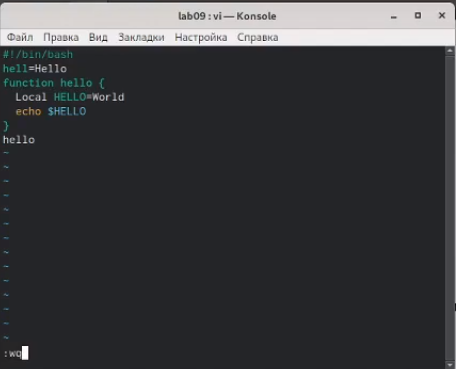 lab09 : vi — Konsole
Файл Правка Вид Закладки Настройка Справка
#!/bin/bash
hell=Hello
function hello {
  Local HELLO=World
  echo $HELLO
}
hello
~
~
~
~
~
~
~
~
~
~
~
~
~
~
:wq